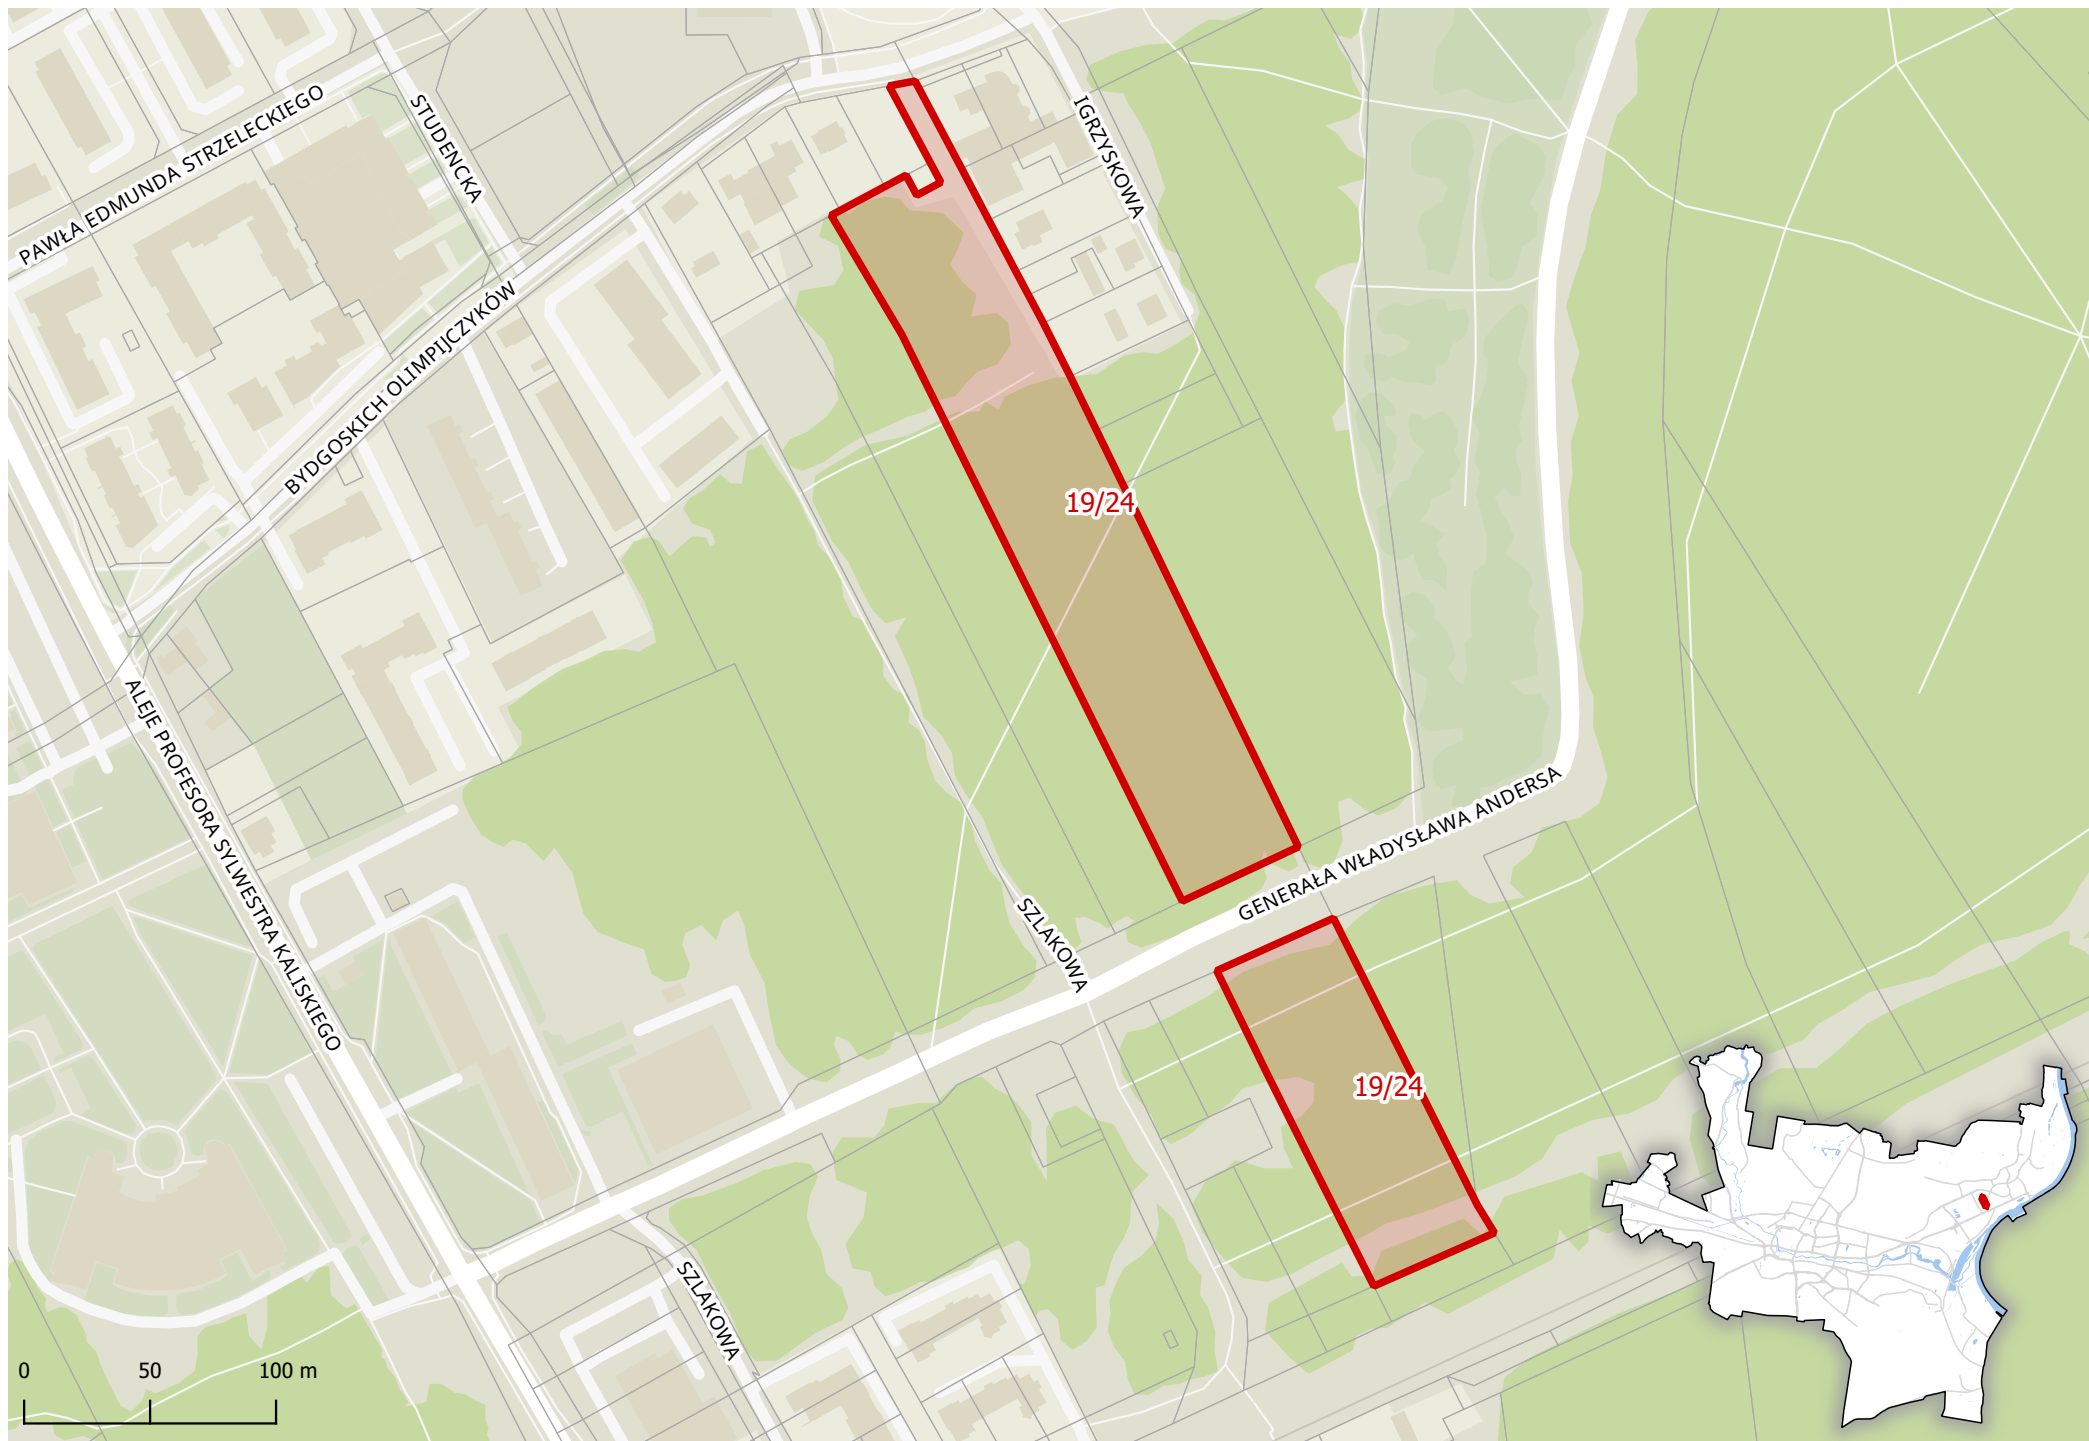 PAWŁA EDMUNDA STRZELECKIEGO
STUDENCKA
IGRZYSKOWA
BYDGOSKICH OLIMPIJCZYKÓW
19/24
ALEJE PROFESORA SYLWESTRA KALISKIEGO
GENERAŁA WŁADYSŁAWA ANDERSA
SZLAKOWA
19/24
SZLAKOWA
0 50 100 m